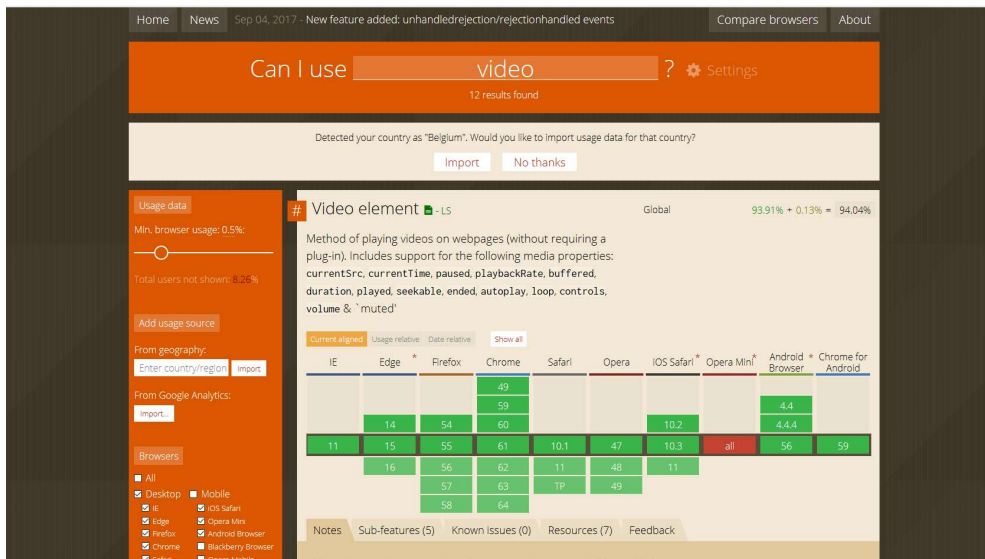 Home News Sep 04, 2017 - New feature added: unhandledrejection/rejectionhandled events Compare browsers About
Can I use video ? Settings
12 results found
Detected your country as "Belgium". Would you like to import usage data for that country?
Import No thanks
Usage data
Min. browser usage: 0.5%:
Total users not shown: 8.26%
Add usage source
From geography:
Enter country/region Import
From Google Analytics:
Import...
Browsers
All
Desktop Mobile
IE iOS Safari
Edge Opera Mini
Firefox Android Browser
Chrome Blackberry Browser
Safari Opera Mobile
# Video element - LS Global 93.91% + 0.13% = 94.04%
Method of playing videos on webpages (without requiring a
plug-in). Includes support for the following media properties:
currentSrc, currentTime, paused, playbackRate, buffered,
duration, played, seekable, ended, autoplay, loop, controls,
volume & `muted'
Current aligned Usage relative Date relative Show all
IE Edge * Firefox Chrome Safari Opera iOS Safari * Opera Mini * Android Browser * Chrome for Android
49
59 4.4
14 54 60 10.2 4.4.4
11 15 55 61 10.1 47 10.3 all 56 59
16 56 62 11 48 11
57 63 TP 49
58 64
Notes Sub-features (5) Known issues (0) Resources (7) Feedback